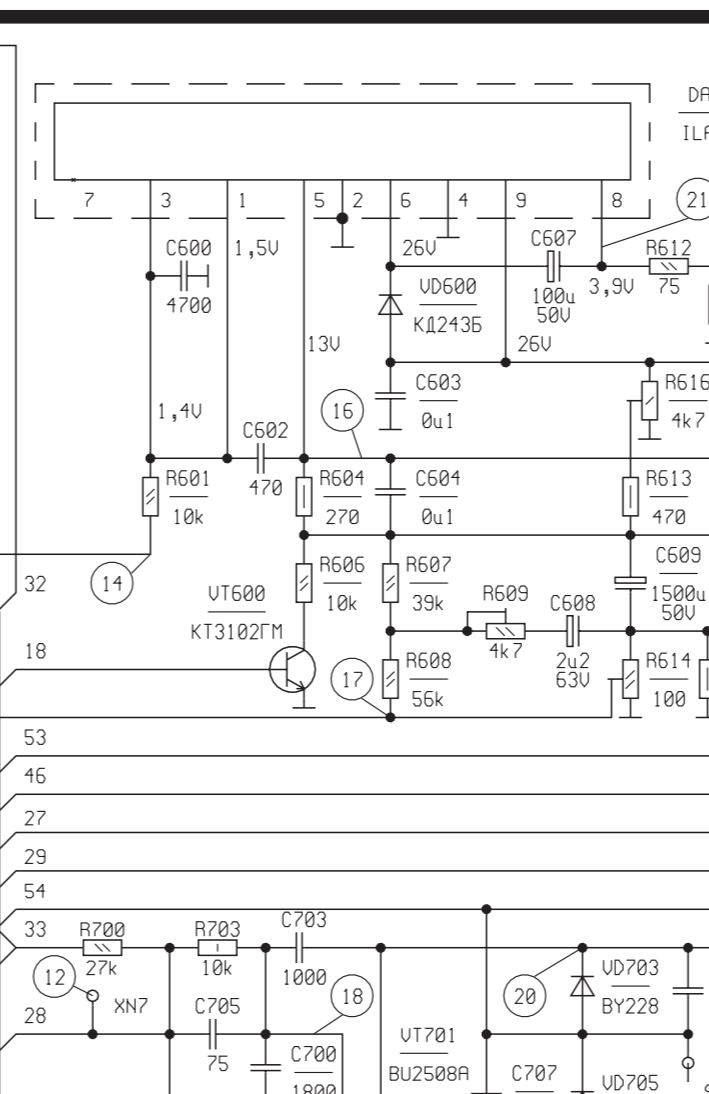 DA
ILA
7 3 1 5 2 6 4 9 8
21
C600
4700
1,5V
26V
C607
100u
50V
3,9V
R612
75
VD600
КД243Б
13V
26V
C603
0u1
R616
4k7
1,4V
16
C602
470
R601
10k
R604
270
C604
0u1
R613
470
14
32
VT600
КТ3102ГМ
R606
10k
R607
39k
R609
4k7
C608
2u2
63V
C609
1500u
50V
18
17
R608
56k
R614
100
53
46
27
29
54
33
R700
27k
R703
10k
C703
1000
12
XN7
18
20
VD703
BY228
28
C705
75
C700
1800
VT701
BU2508A
C707
VD705